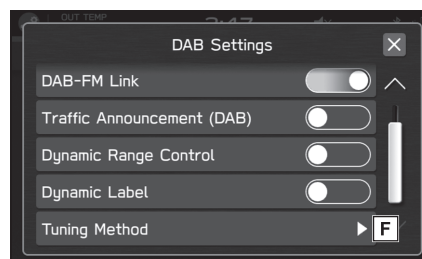 OUT TEMP
DAB Settings
DAB-FM Link
Traffic Announcement (DAB)
Dynamic Range Control
Dynamic Label
Tuning Method
F